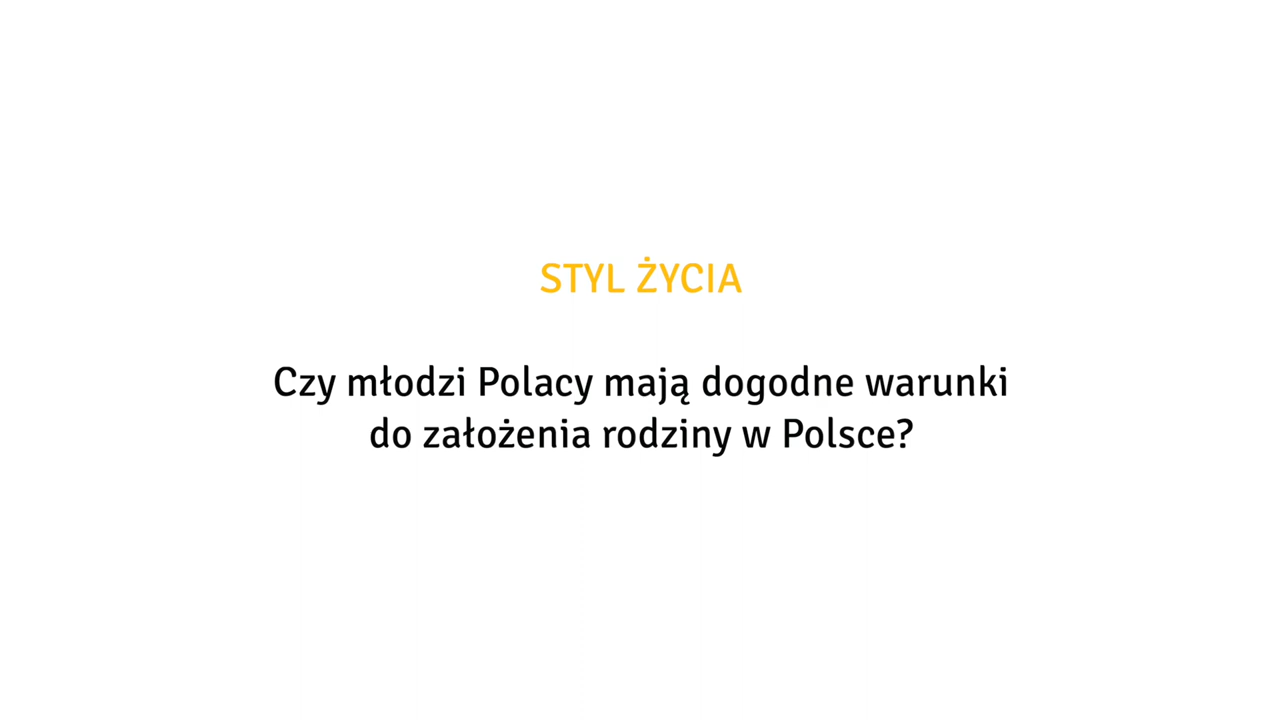 STYL ŻYCIA
Czy młodzi Polacy mają dogodne warunki
do założenia rodziny w Polsce?